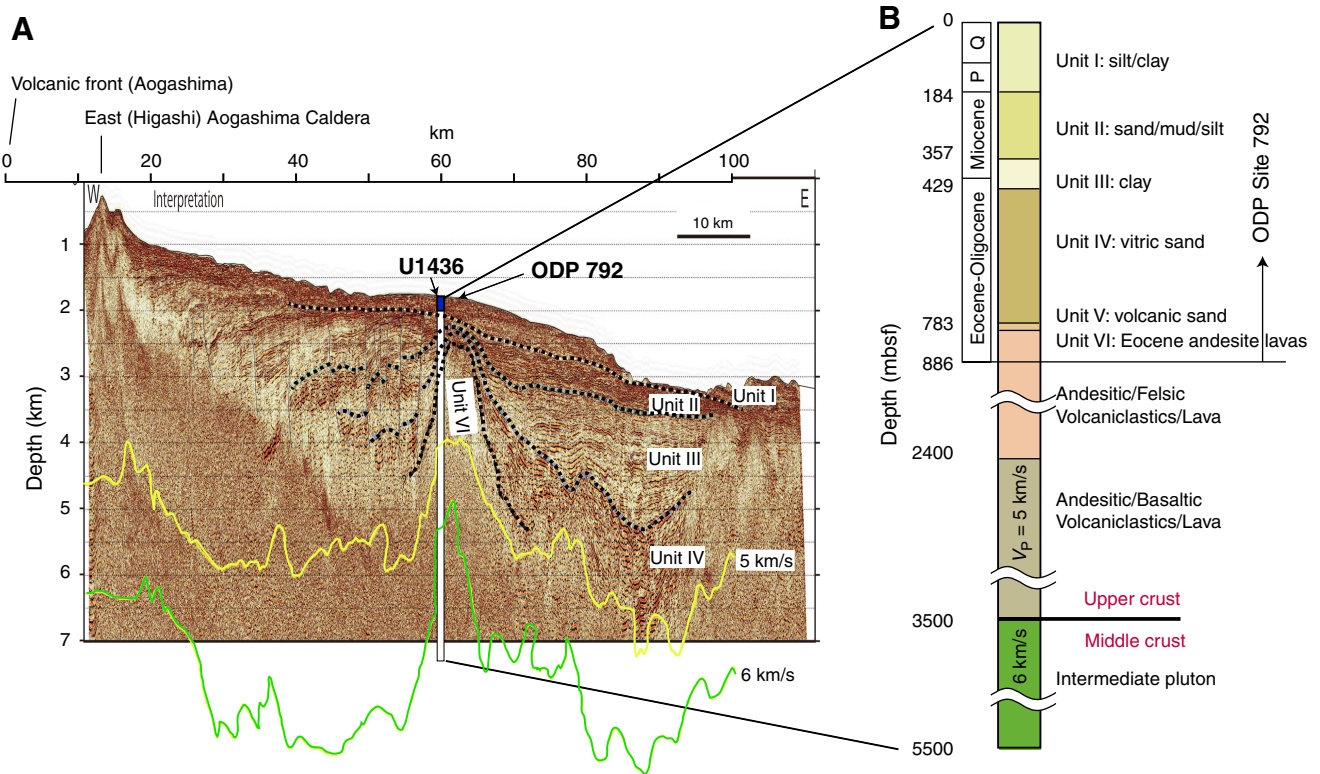 A
Volcanic front (Aogashima)
East (Higashi) Aogashima Caldera
km
0
20
40
60
80
100
W
Interpretation
E
10 km
U1436
ODP 792
1
2
3
4
5
6
7
Depth (km)
Unit I
Unit II
Unit III
Unit IV
Unit VI
5 km/s
6 km/s
B
0
184
357
429
783
886
2400
3500
5500
Depth (mbsf)
Q
P
Miocene
Eocene-Oligocene
Unit I: silt/clay
Unit II: sand/mud/silt
Unit III: clay
Unit IV: vitric sand
Unit V: volcanic sand
Unit VI: Eocene andesite lavas
ODP Site 792
Andesitic/Felsic
Volcaniclastics/Lava
VP = 5 km/s
Andesitic/Basaltic
Volcaniclastics/Lava
Upper crust
Middle crust
6 km/s
Intermediate pluton